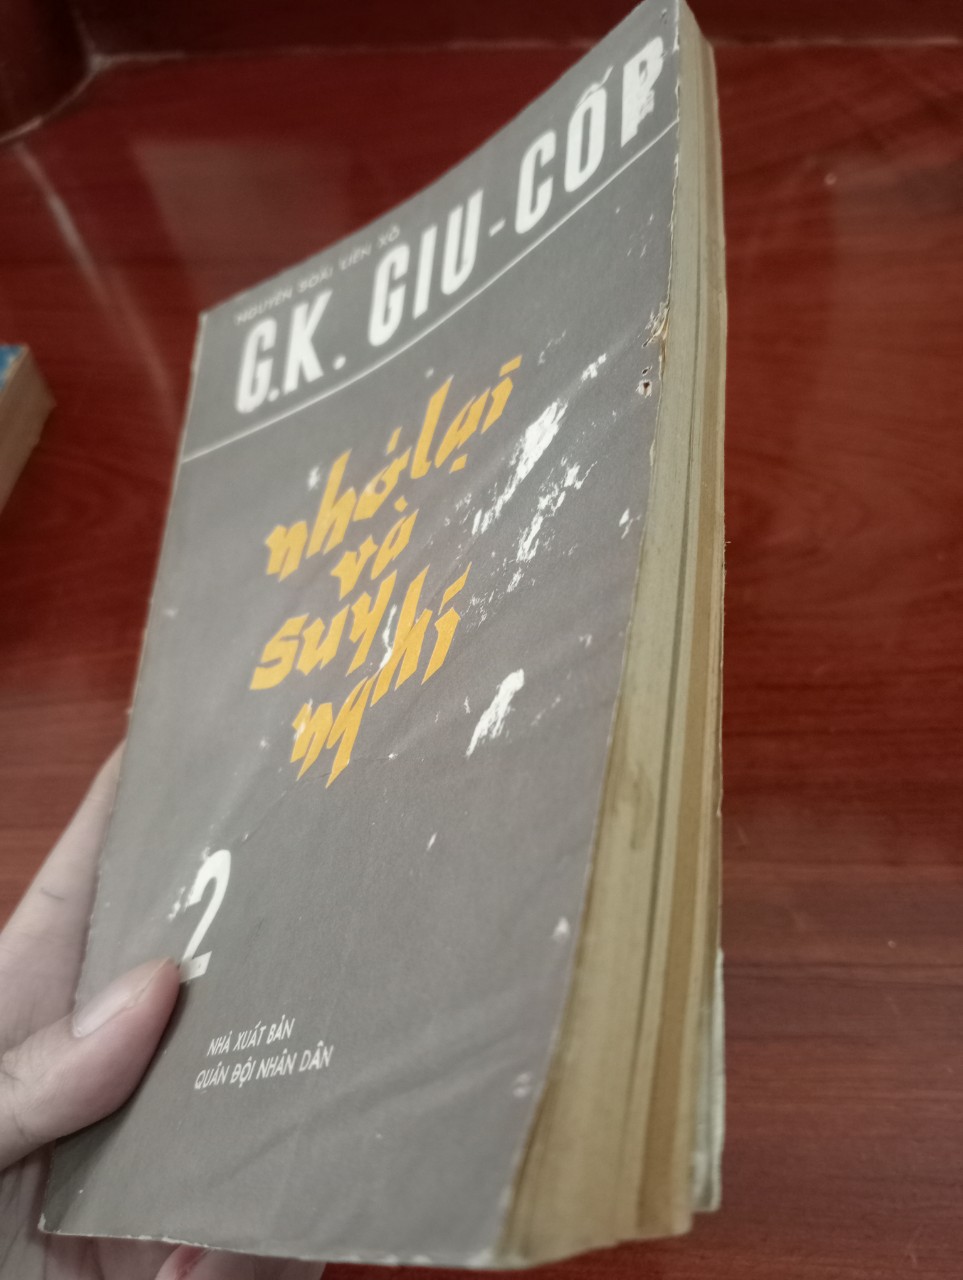 NGUYÊN SOÁI LIÊN XÔ
G.K. GIU-CỐP
nhớ lại
và
suy
nghĩ
2
NHÀ XUẤT BẢN
QUÂN ĐỘI NHÂN DÂN